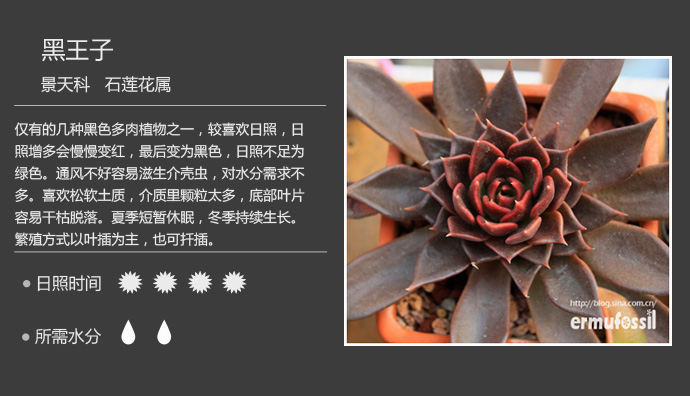 黑王子
景天科 石莲花属
仅有的几种黑色多肉植物之一，较喜欢日照，日
照增多会慢慢变红，最后变为黑色，日照不足为
绿色。通风不好容易滋生介壳虫，对水分需求不
多。喜欢松软土质，介质里颗粒太多，底部叶片
容易干枯脱落。夏季短暂休眠，冬季持续生长。
繁殖方式以叶插为主，也可扦插。
日照时间
所需水分
http://blog.sina.com.cn/
ermufossil